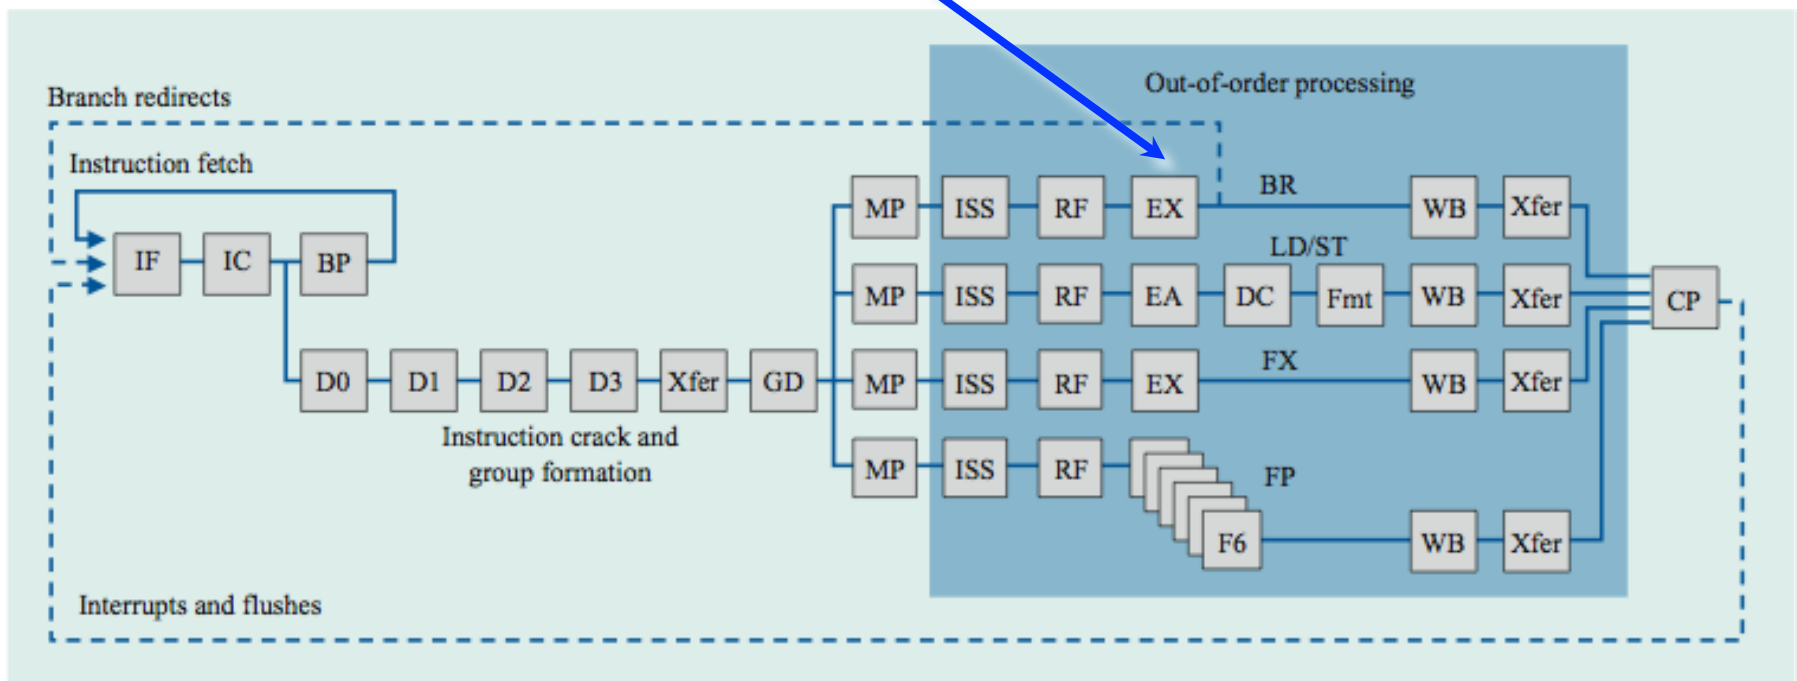 Out-of-order processing
Branch redirects
Instruction fetch
IF IC BP
D0 D1 D2 D3 Xfer GD
Instruction crack and
group formation
MP ISS RF EX BR WB Xfer
LD/ST
MP ISS RF EA DC Fmt WB Xfer
CP
FX
MP ISS RF EX WB Xfer
MP ISS RF FP
F6 WB Xfer
Interrupts and flushes